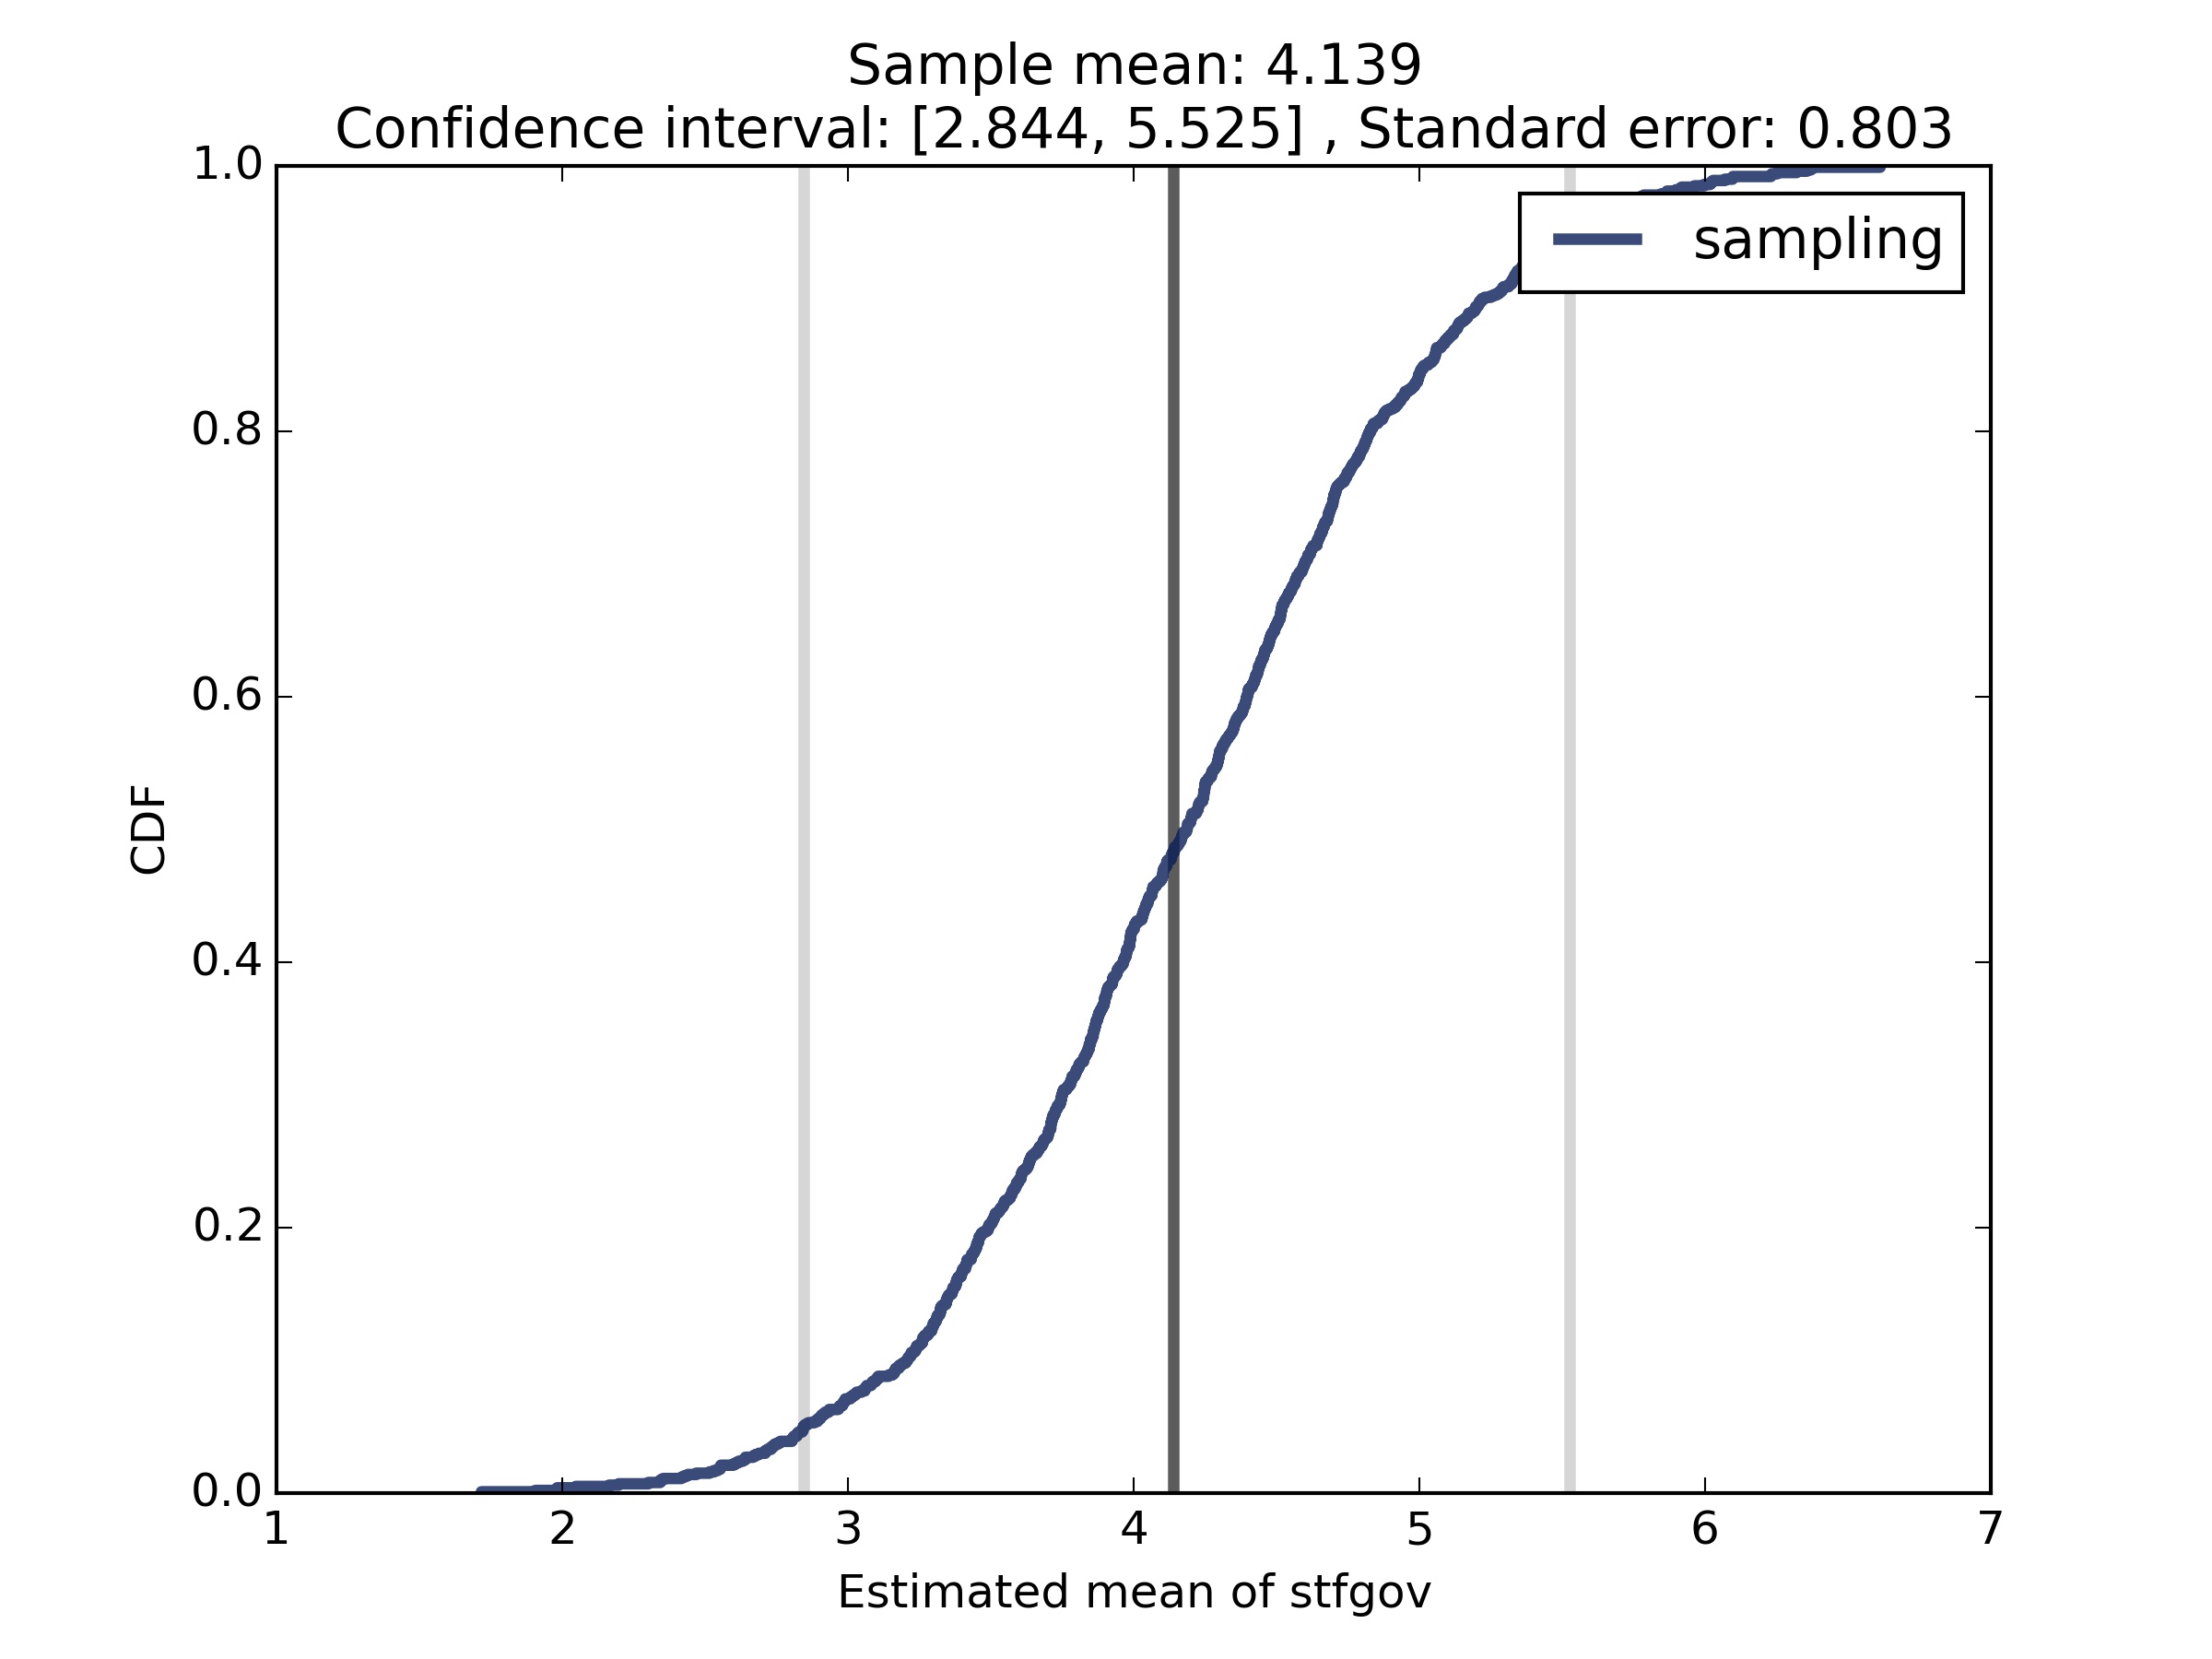 Sample mean: 4.139
Confidence interval: [2.844, 5.525] , Standard error: 0.803
1.0
0.8
0.6
0.4
0.2
0.0
CDF
sampling
1 2 3 4 5 6 7
Estimated mean of stfgov